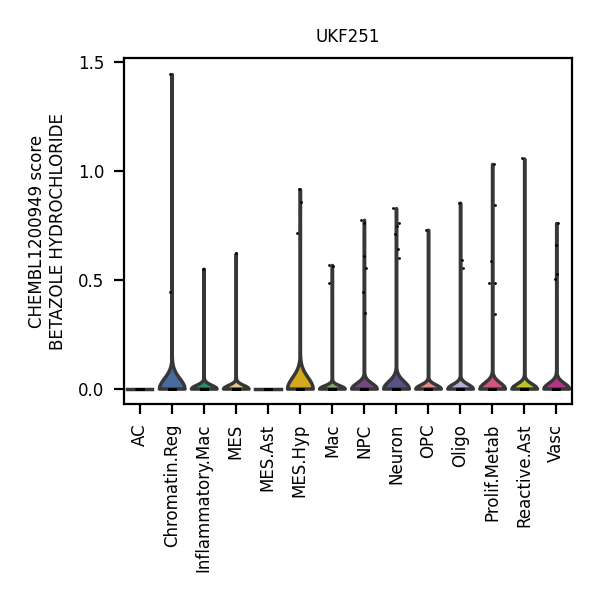 UKF251
CHEMBL1200949 score
BETAZOLE HYDROCHLORIDE
1.5
1.0
0.5
0.0
AC
Chromatin.Reg
Inflammatory.Mac
MES
MES.Ast
MES.Hyp
Mac
NPC
Neuron
OPC
Oligo
Prolif.Metab
Reactive.Ast
Vasc